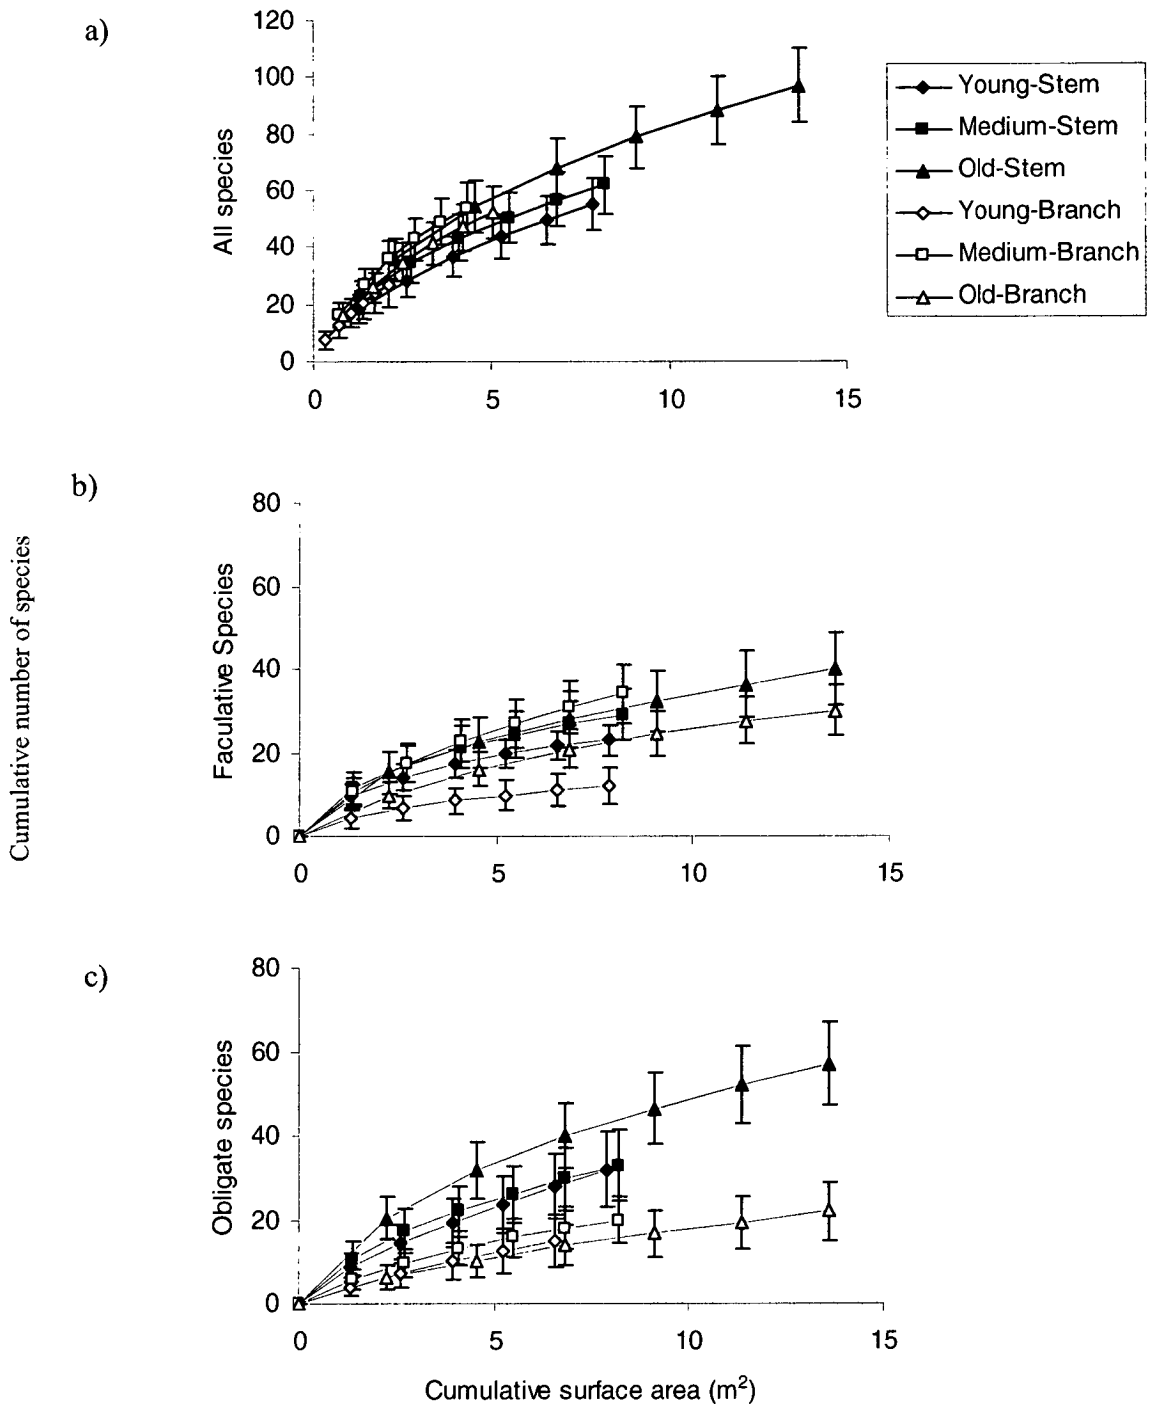 a)
120
100
80
60
40
20
0
All species
0 5 10 15
Young-Stem
Medium-Stem
Old-Stem
Young-Branch
Medium-Branch
Old-Branch
Cumulative number of species
b)
80
60
40
20
0
Faculative Species
0 5 10 15
c)
80
60
40
20
0
Obligate species
0 5 10 15
Cumulative surface area (m²)